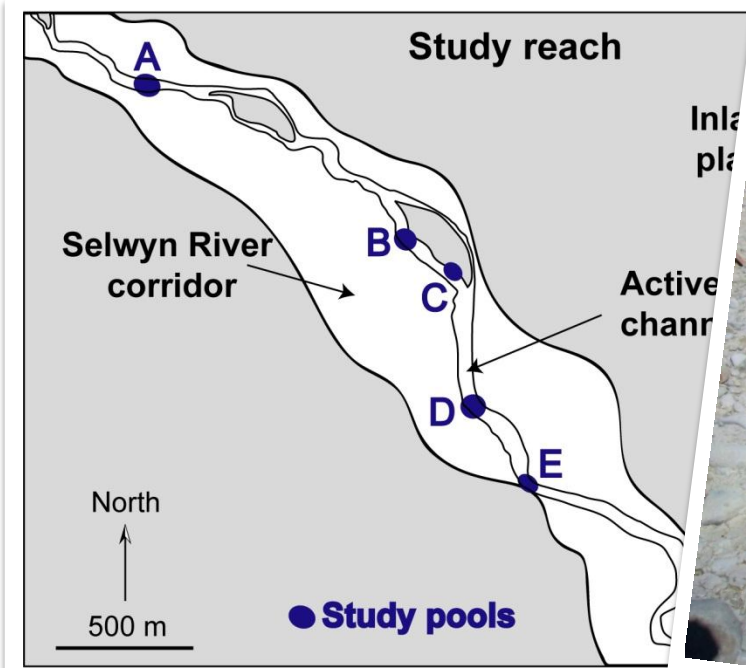 Study reach
A
Selwyn River
corridor
B
C
Active
D
E
North
500 m
Study pools